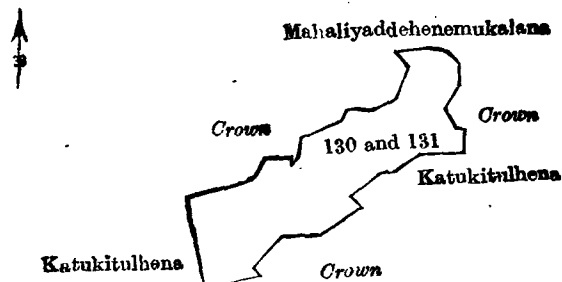 Mahaliyaddehenemukalana
Crown
Crown
130 and 131
Katukitulhena
Katukitulhena
Crown